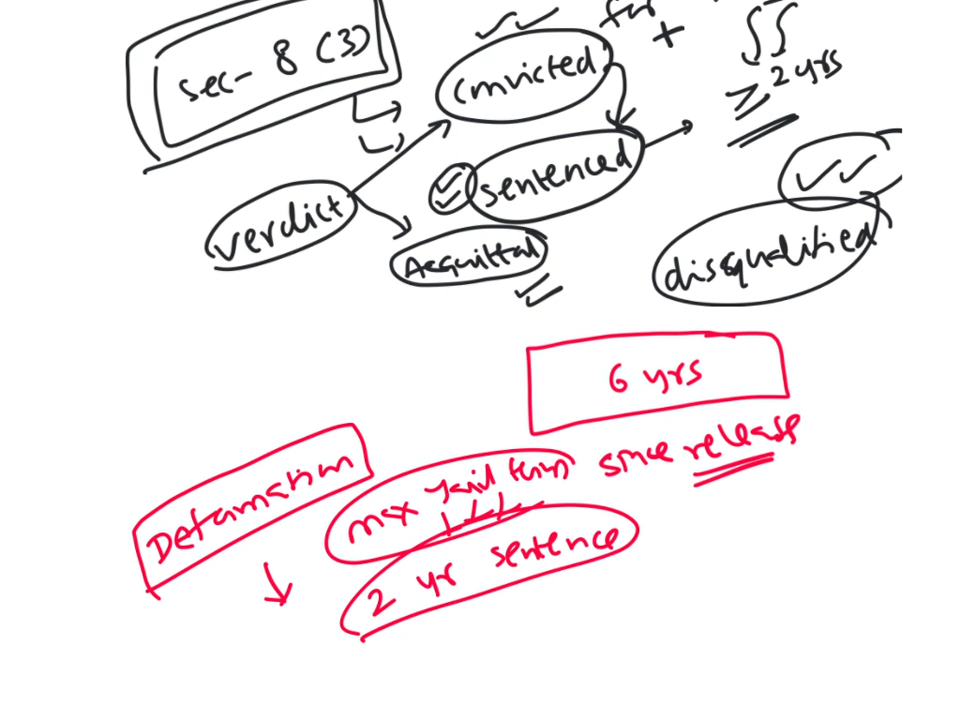 for +
sec- 8 (3)
convicted
≥ 2 yrs
sentenced
verdict
Acquittal
disqualified
6 yrs
since release
Defamation
max jail term
2 yr sentence